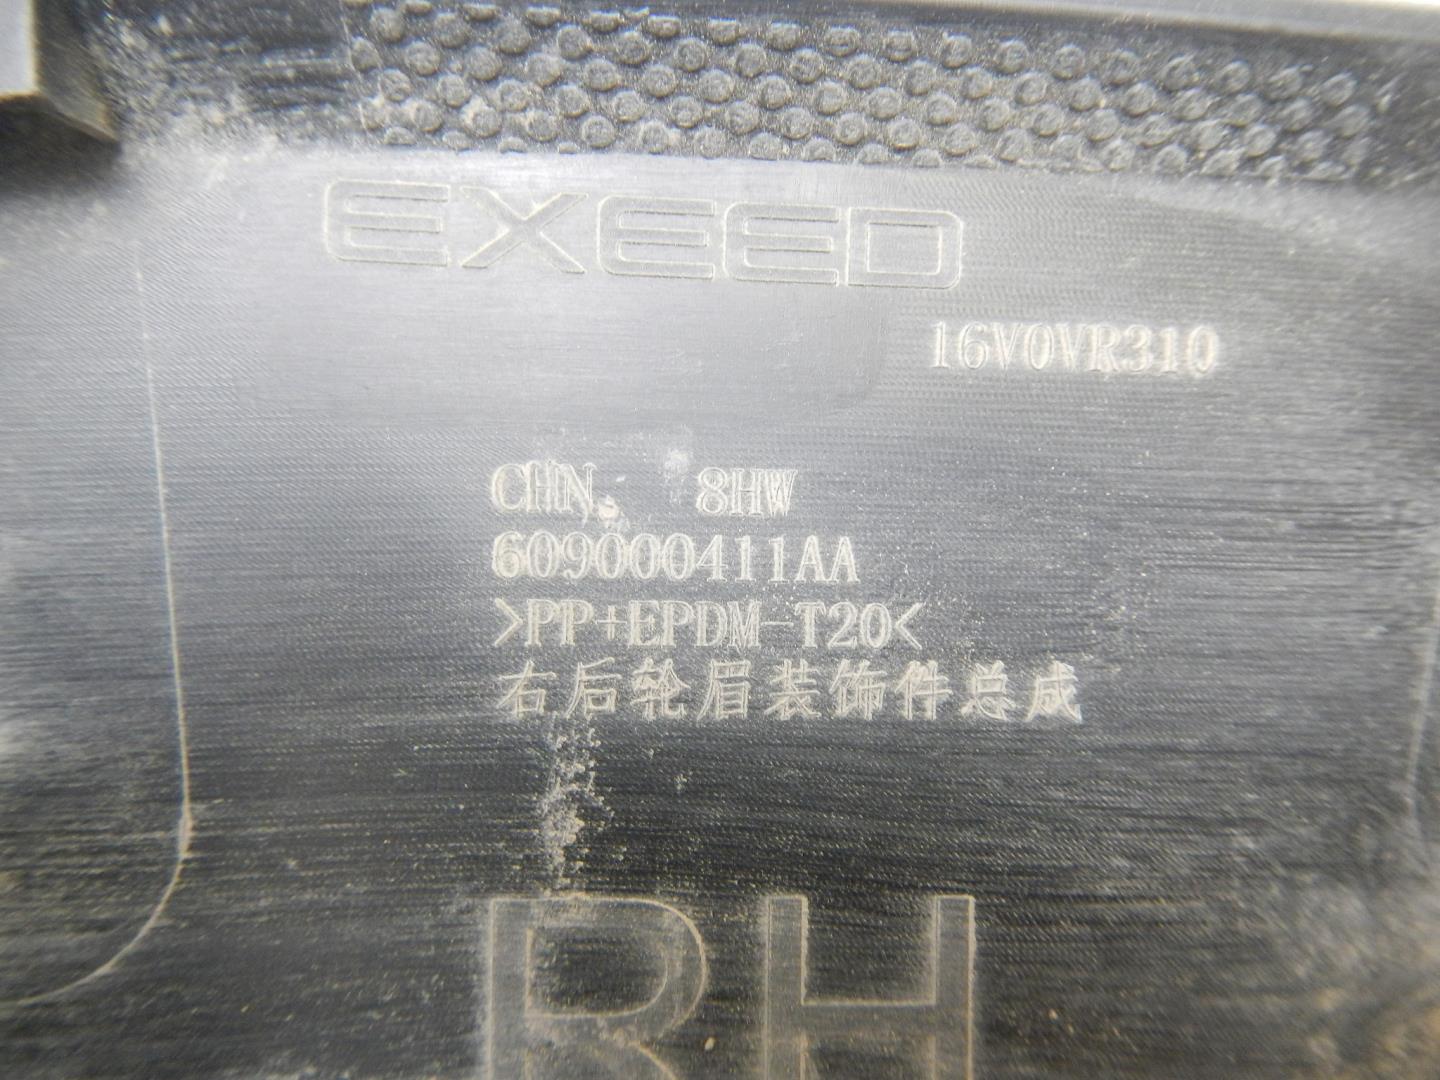 EXEED
16V0VR310
CHN. 8HW
609000411AA
>PP+EPDM-T20<
右后轮眉装饰件总成
RH